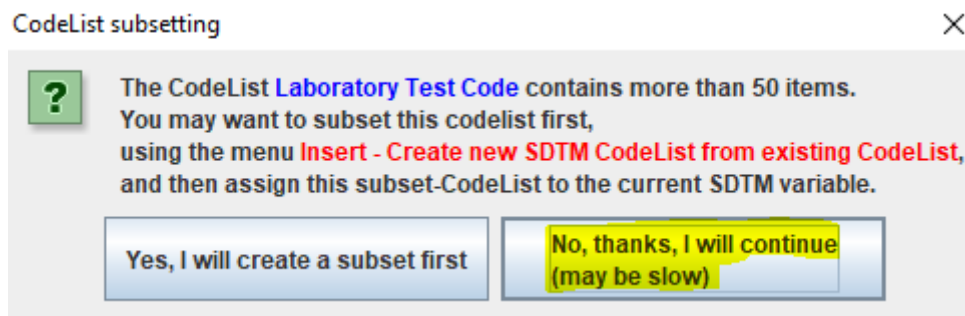 CodeList subsetting
The CodeList Laboratory Test Code contains more than 50 items.
You may want to subset this codelist first,
using the menu Insert - Create new SDTM CodeList from existing CodeList,
and then assign this subset-CodeList to the current SDTM variable.
Yes, I will create a subset first
No, thanks, I will continue
(may be slow)